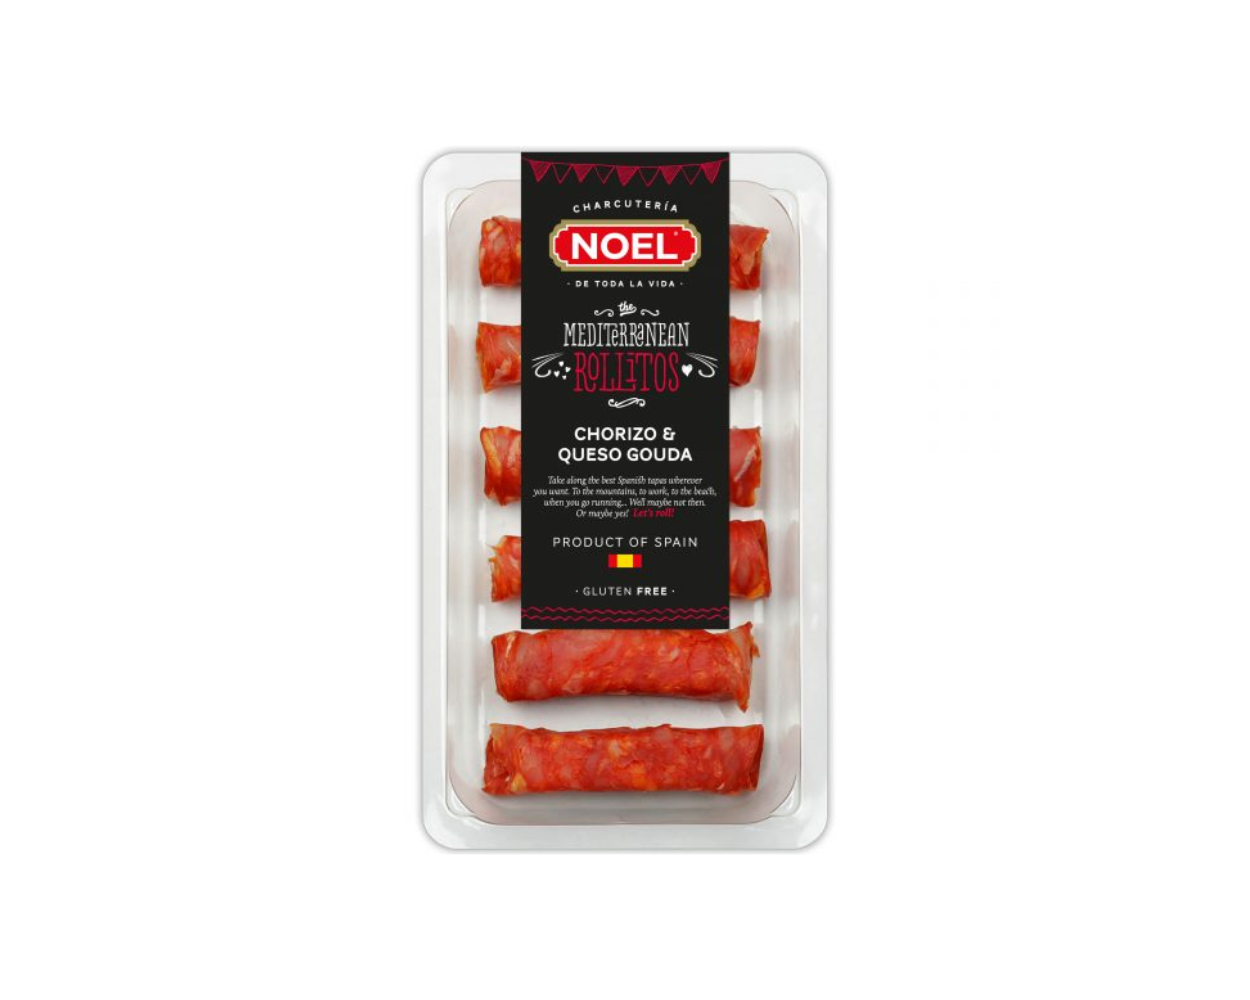 CHARCUTERÍA
NOEL
· DE TODA LA VIDA ·
the
MEDITERRANEAN
ROLLITOS
CHORIZO &
QUESO GOUDA
Take along the best Spanish tapas wherever
you want. To the mountains, to work, to the beach,
when you go running... Well maybe not then.
Or maybe yes! Let's roll!
PRODUCT OF SPAIN
· GLUTEN FREE ·